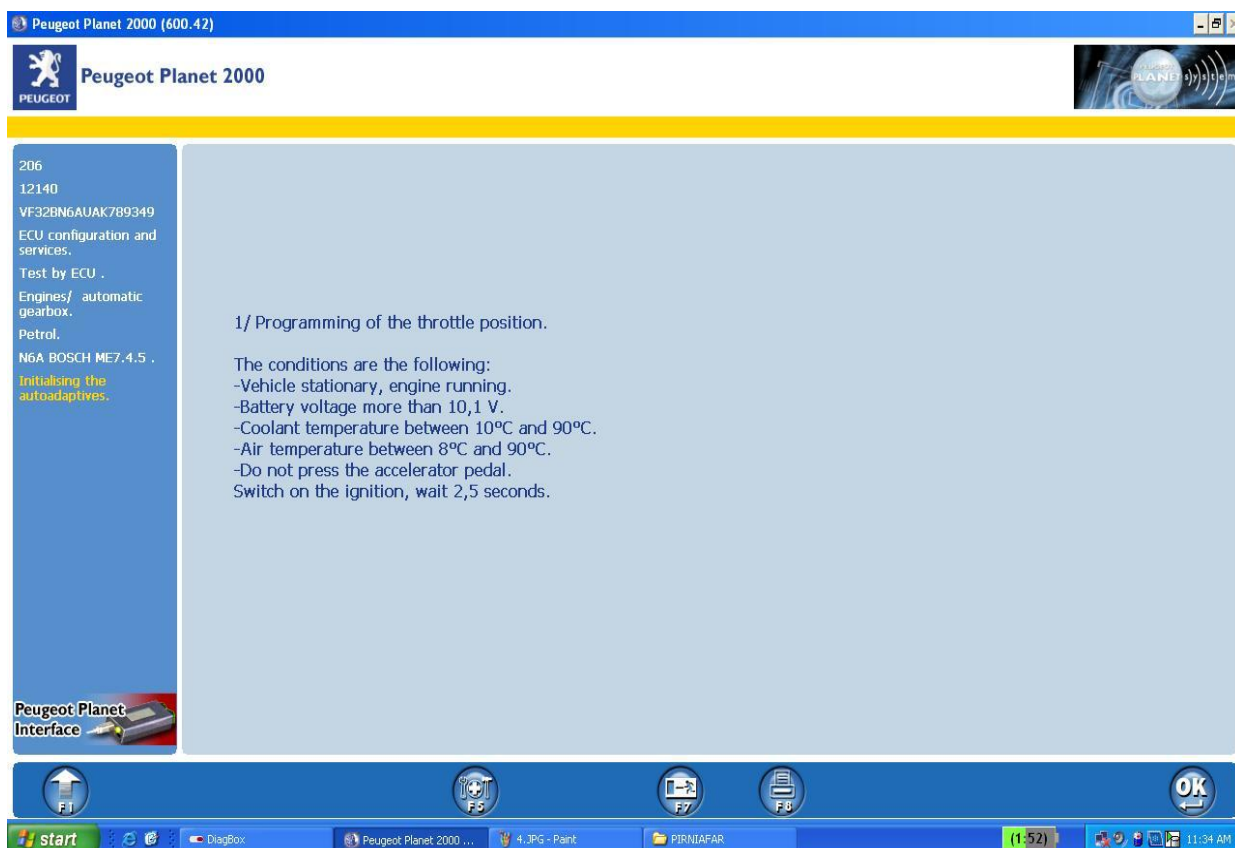 Peugeot Planet 2000 (600.42)
PEUGEOT
Peugeot Planet 2000
PLANET s)y)s)t)e)m
206
12140
VF32BN6AUAK789349
ECU configuration and
services.
Test by ECU .
Engines/ automatic
gearbox.
Petrol.
N6A BOSCH ME7.4.5 .
Initialising the
autoadaptives.
1/ Programming of the throttle position.
The conditions are the following:
-Vehicle stationary, engine running.
-Battery voltage more than 10,1 V.
-Coolant temperature between 10ºC and 90ºC.
-Air temperature between 8ºC and 90ºC.
-Do not press the accelerator pedal.
Switch on the ignition, wait 2,5 seconds.
Peugeot Planet
Interface
F1
F5
F7
F8
OK
start
DiagBox
Peugeot Planet 2000 ...
4.JPG - Paint
PIRNIAFAR
(1:52)
11:34 AM